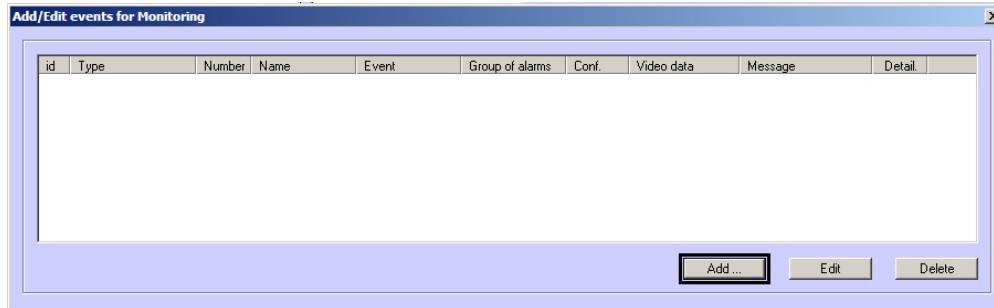 Add/Edit events for Monitoring
id Type Number Name Event Group of alarms Conf. Video data Message Detail.
Add ... Edit Delete